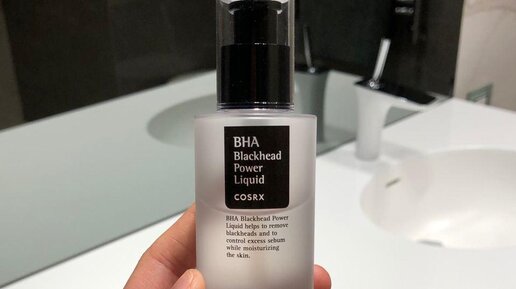 BHA
Blackhead
Power
Liquid
COSRX
BHA Blackhead Power
Liquid helps to remove
blackheads and to
control excess sebum
while moisturizing
the skin.